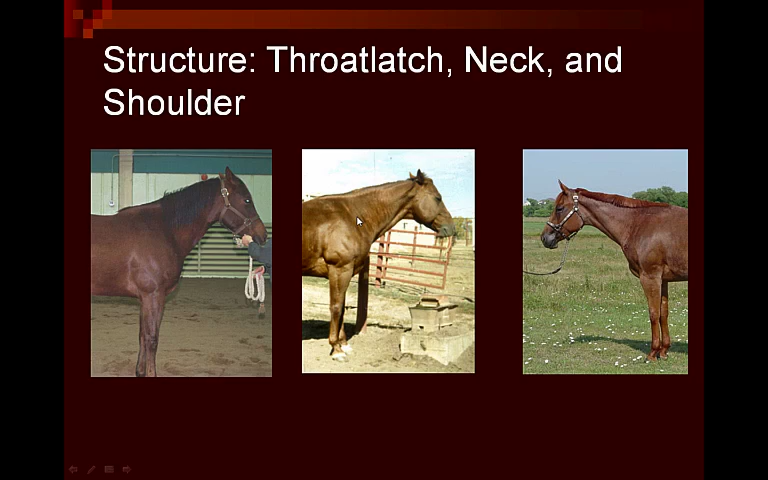 Structure: Throatlatch, Neck, and
Shoulder